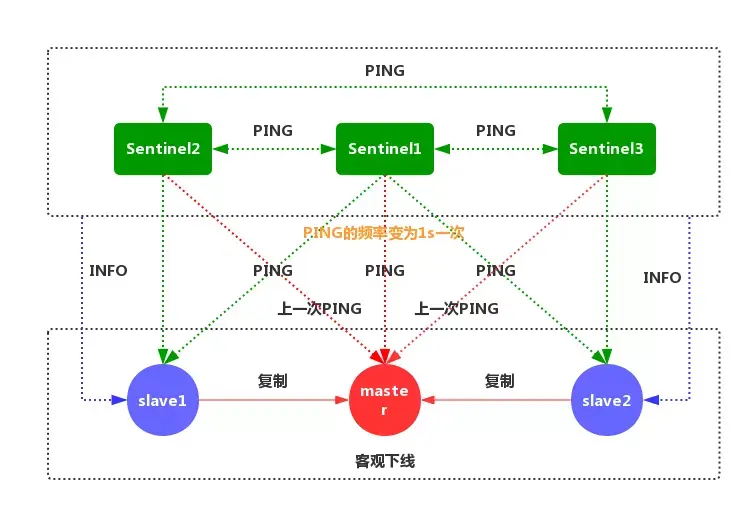 PING
Sentinel2
PING
Sentinel1
PING
Sentinel3
PING的频率变为1s一次
INFO
PING
PING
PING
INFO
上一次PING
上一次PING
slave1
复制
maste
r
复制
slave2
客观下线